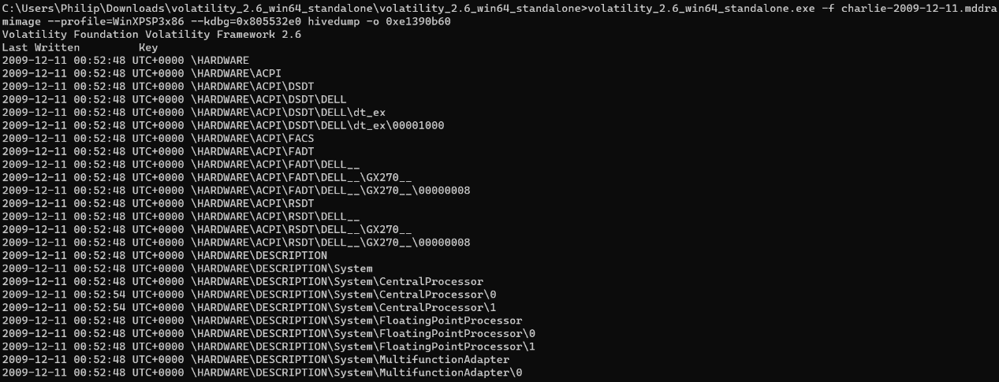 C:\Users\Philip\Downloads\volatility_2.6_win64_standalone\volatility_2.6_win64_standalone>volatility_2.6_win64_standalone.exe -f charlie-2009-12-11.mddra
mimage --profile=WinXPSP3x86 --kdbg=0x805532e0 hivedump -o 0xe1390b60
Volatility Foundation Volatility Framework 2.6
Last Written         Key
2009-12-11 00:52:48 UTC+0000 \HARDWARE
2009-12-11 00:52:48 UTC+0000 \HARDWARE\ACPI
2009-12-11 00:52:48 UTC+0000 \HARDWARE\ACPI\DSDT
2009-12-11 00:52:48 UTC+0000 \HARDWARE\ACPI\DSDT\DELL
2009-12-11 00:52:48 UTC+0000 \HARDWARE\ACPI\DSDT\DELL\dt_ex
2009-12-11 00:52:48 UTC+0000 \HARDWARE\ACPI\DSDT\DELL\dt_ex\00001000
2009-12-11 00:52:48 UTC+0000 \HARDWARE\ACPI\FACS
2009-12-11 00:52:48 UTC+0000 \HARDWARE\ACPI\FADT
2009-12-11 00:52:48 UTC+0000 \HARDWARE\ACPI\FADT\DELL__
2009-12-11 00:52:48 UTC+0000 \HARDWARE\ACPI\FADT\DELL__\GX270__
2009-12-11 00:52:48 UTC+0000 \HARDWARE\ACPI\FADT\DELL__\GX270__\00000008
2009-12-11 00:52:48 UTC+0000 \HARDWARE\ACPI\RSDT
2009-12-11 00:52:48 UTC+0000 \HARDWARE\ACPI\RSDT\DELL__
2009-12-11 00:52:48 UTC+0000 \HARDWARE\ACPI\RSDT\DELL__\GX270__
2009-12-11 00:52:48 UTC+0000 \HARDWARE\ACPI\RSDT\DELL__\GX270__\00000008
2009-12-11 00:52:48 UTC+0000 \HARDWARE\DESCRIPTION
2009-12-11 00:52:48 UTC+0000 \HARDWARE\DESCRIPTION\System
2009-12-11 00:52:48 UTC+0000 \HARDWARE\DESCRIPTION\System\CentralProcessor
2009-12-11 00:52:54 UTC+0000 \HARDWARE\DESCRIPTION\System\CentralProcessor\0
2009-12-11 00:52:54 UTC+0000 \HARDWARE\DESCRIPTION\System\CentralProcessor\1
2009-12-11 00:52:48 UTC+0000 \HARDWARE\DESCRIPTION\System\FloatingPointProcessor
2009-12-11 00:52:48 UTC+0000 \HARDWARE\DESCRIPTION\System\FloatingPointProcessor\0
2009-12-11 00:52:48 UTC+0000 \HARDWARE\DESCRIPTION\System\FloatingPointProcessor\1
2009-12-11 00:52:48 UTC+0000 \HARDWARE\DESCRIPTION\System\MultifunctionAdapter
2009-12-11 00:52:48 UTC+0000 \HARDWARE\DESCRIPTION\System\MultifunctionAdapter\0